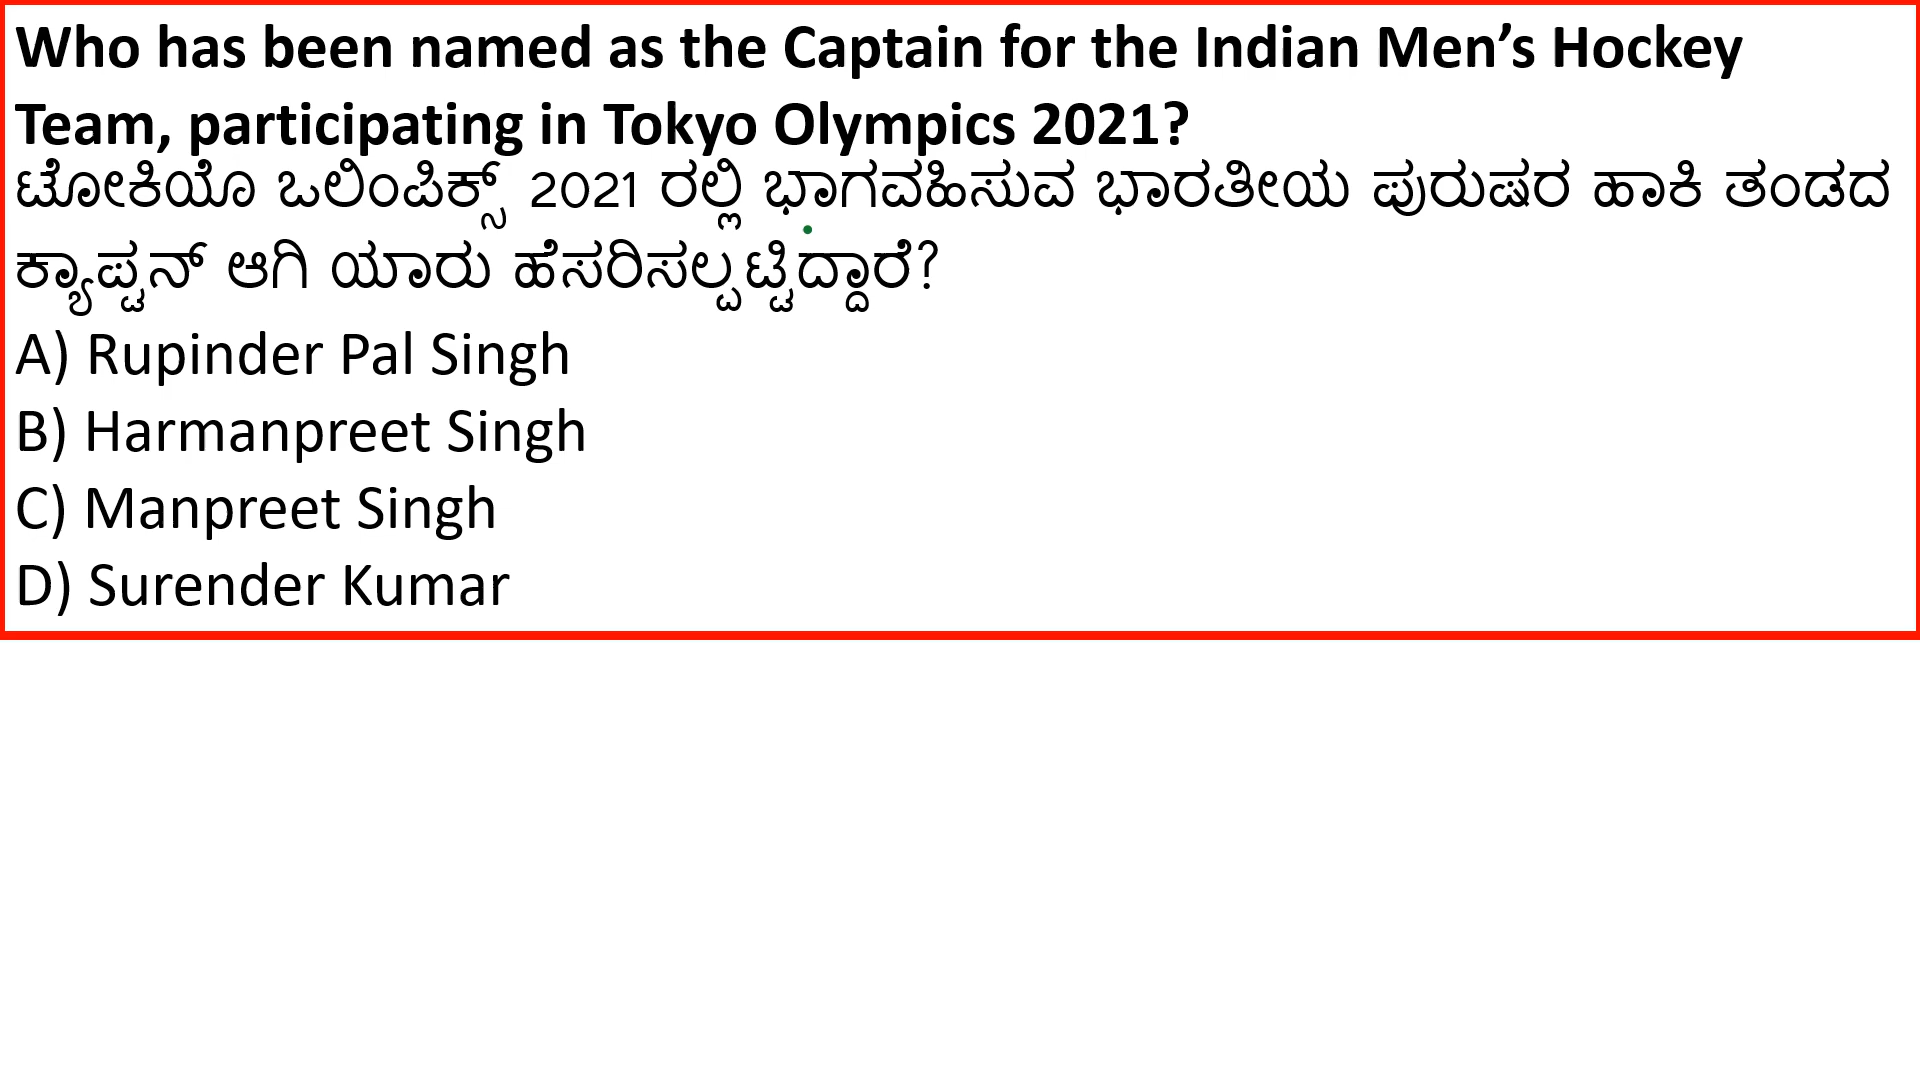 Who has been named as the Captain for the Indian Men’s Hockey
Team, participating in Tokyo Olympics 2021?
ಟೋಕಿಯೊ ಒಲಿಂಪಿಕ್ಸ್ 2021 ರಲ್ಲಿ ಭಾಗವಹಿಸುವ ಭಾರತೀಯ ಪುರುಷರ ಹಾಕಿ ತಂಡದ
ಕ್ಯಾಪ್ಟನ್ ಆಗಿ ಯಾರು ಹೆಸರಿಸಲ್ಪಟ್ಟಿದ್ದಾರೆ?
A) Rupinder Pal Singh
B) Harmanpreet Singh
C) Manpreet Singh
D) Surender Kumar